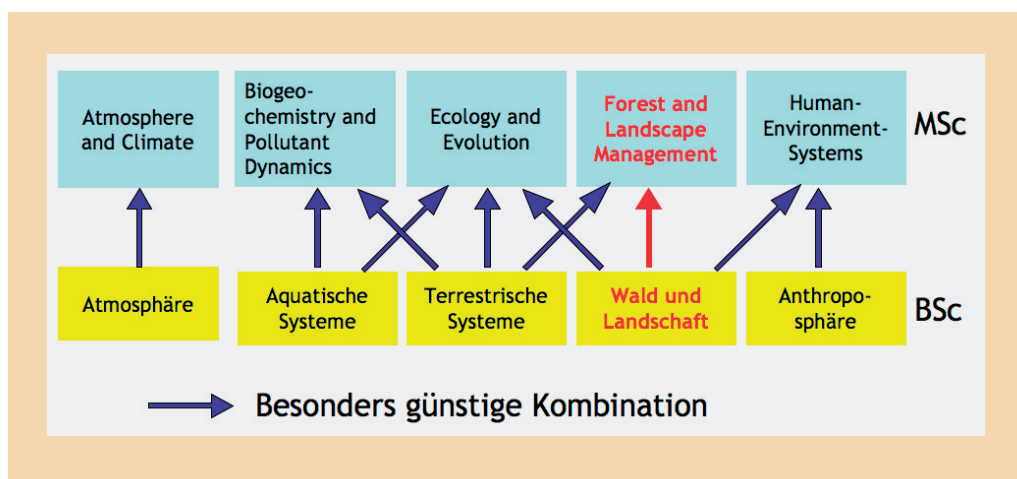 Atmosphere
and Climate
Biogeo-
chemistry and
Pollutant
Dynamics
Ecology and
Evolution
Forest and
Landscape
Management
Human-
Environment-
Systems
MSc
Atmosphäre
Aquatische
Systeme
Terrestrische
Systeme
Wald und
Landschaft
Anthropo-
sphäre
BSc
Besonders günstige Kombination